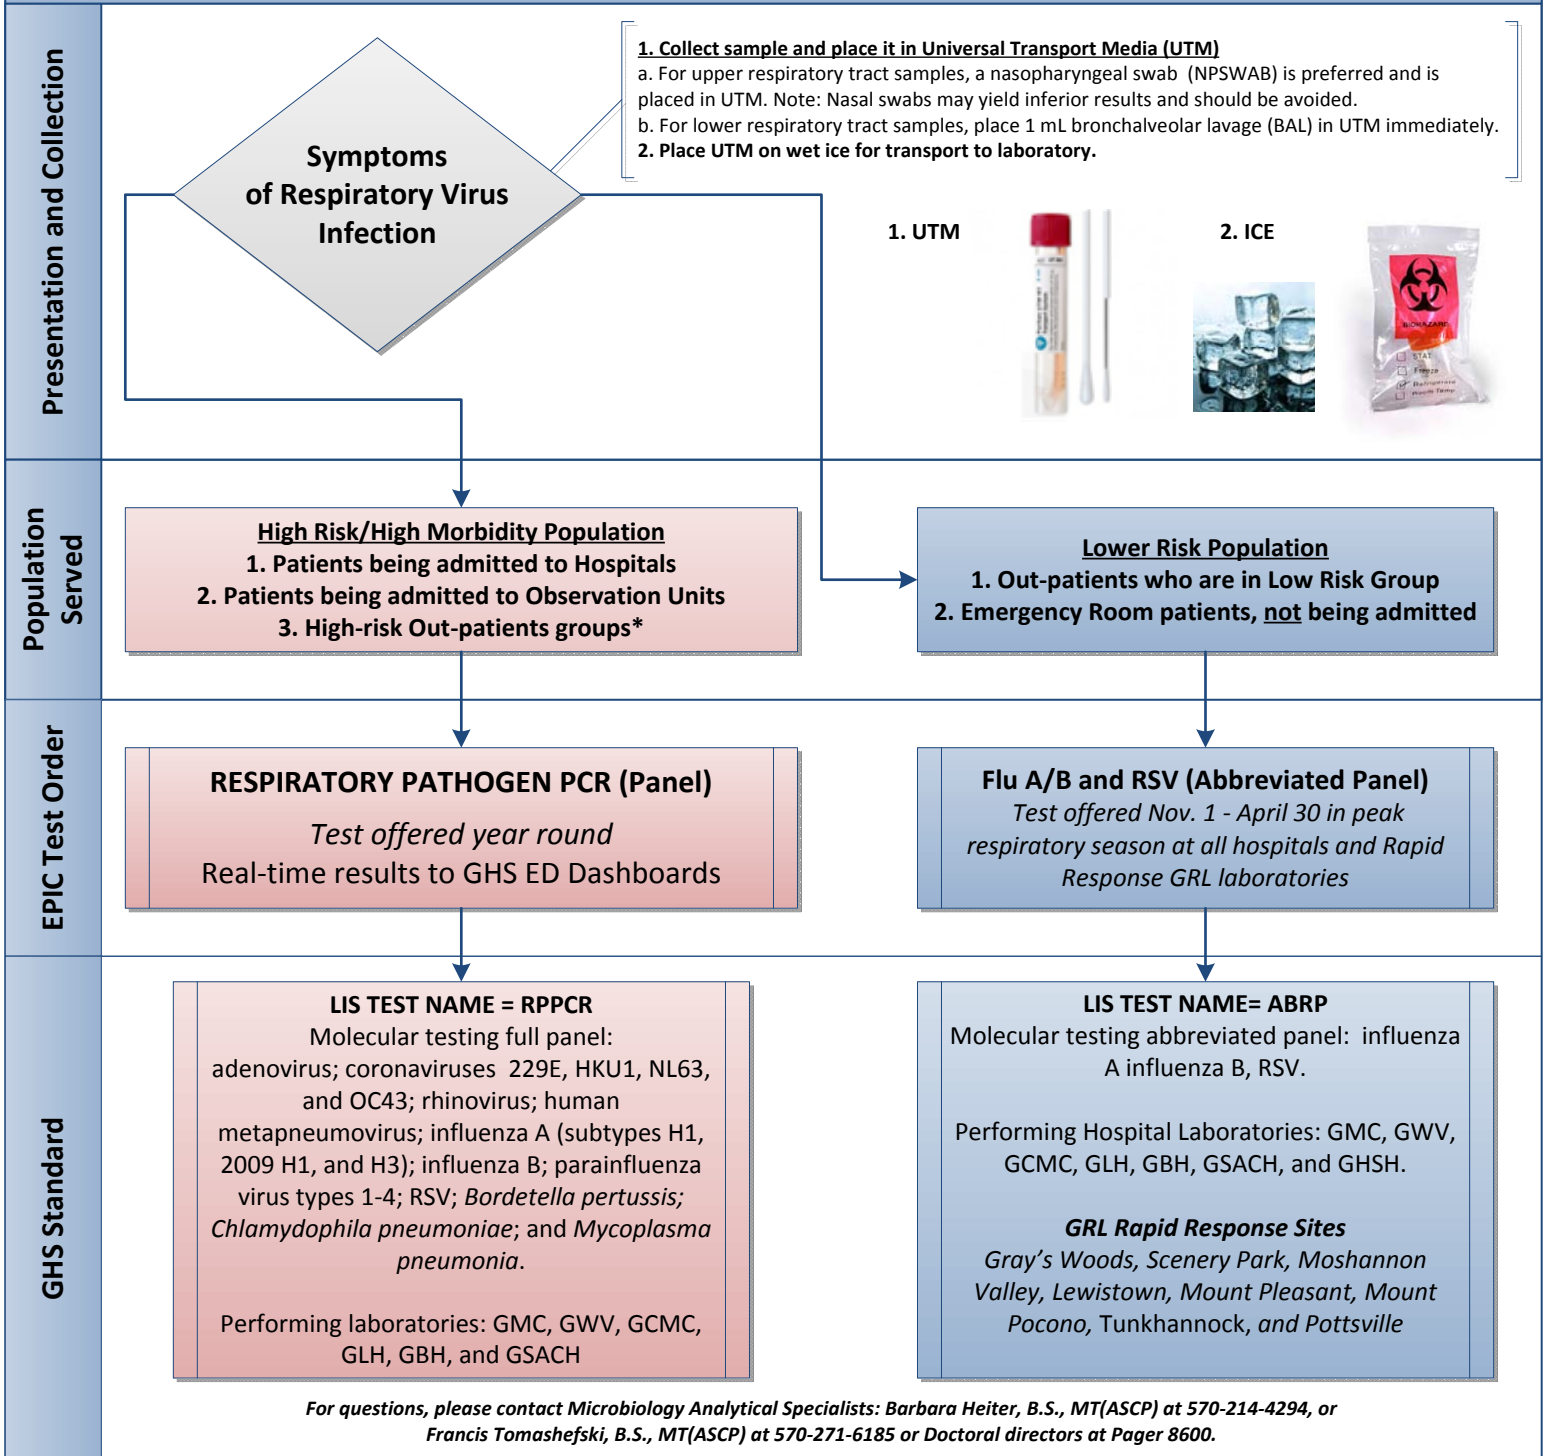 Presentation and Collection
Symptoms
of Respiratory Virus
Infection
1. Collect sample and place it in Universal Transport Media (UTM)
a. For upper respiratory tract samples, a nasopharyngeal swab (NPSWAB) is preferred and is
placed in UTM. Note: Nasal swabs may yield inferior results and should be avoided.
b. For lower respiratory tract samples, place 1 mL bronchalveolar lavage (BAL) in UTM immediately.
2. Place UTM on wet ice for transport to laboratory.
1. UTM
2. ICE
BIOHAZARD
STAT
Freeze
Refrigerate
Room Temp
Population
Served
High Risk/High Morbidity Population
1. Patients being admitted to Hospitals
2. Patients being admitted to Observation Units
3. High-risk Out-patients groups*
Lower Risk Population
1. Out-patients who are in Low Risk Group
2. Emergency Room patients, not being admitted
EPIC Test Order
RESPIRATORY PATHOGEN PCR (Panel)
Test offered year round
Real-time results to GHS ED Dashboards
Flu A/B and RSV (Abbreviated Panel)
Test offered Nov. 1 - April 30 in peak
respiratory season at all hospitals and Rapid
Response GRL laboratories
GHS Standard
LIS TEST NAME = RPPCR
Molecular testing full panel:
adenovirus; coronaviruses 229E, HKU1, NL63,
and OC43; rhinovirus; human
metapneumovirus; influenza A (subtypes H1,
2009 H1, and H3); influenza B; parainfluenza
virus types 1-4; RSV; Bordetella pertussis;
Chlamydophila pneumoniae; and Mycoplasma
pneumonia.
Performing laboratories: GMC, GWV, GCMC,
GLH, GBH, and GSACH
LIS TEST NAME= ABRP
Molecular testing abbreviated panel: influenza
A influenza B, RSV.
Performing Hospital Laboratories: GMC, GWV,
GCMC, GLH, GBH, GSACH, and GHSH.
GRL Rapid Response Sites
Gray’s Woods, Scenery Park, Moshannon
Valley, Lewistown, Mount Pleasant, Mount
Pocono, Tunkhannock, and Pottsville
For questions, please contact Microbiology Analytical Specialists: Barbara Heiter, B.S., MT(ASCP) at 570-214-4294, or
Francis Tomashefski, B.S., MT(ASCP) at 570-271-6185 or Doctoral directors at Pager 8600.